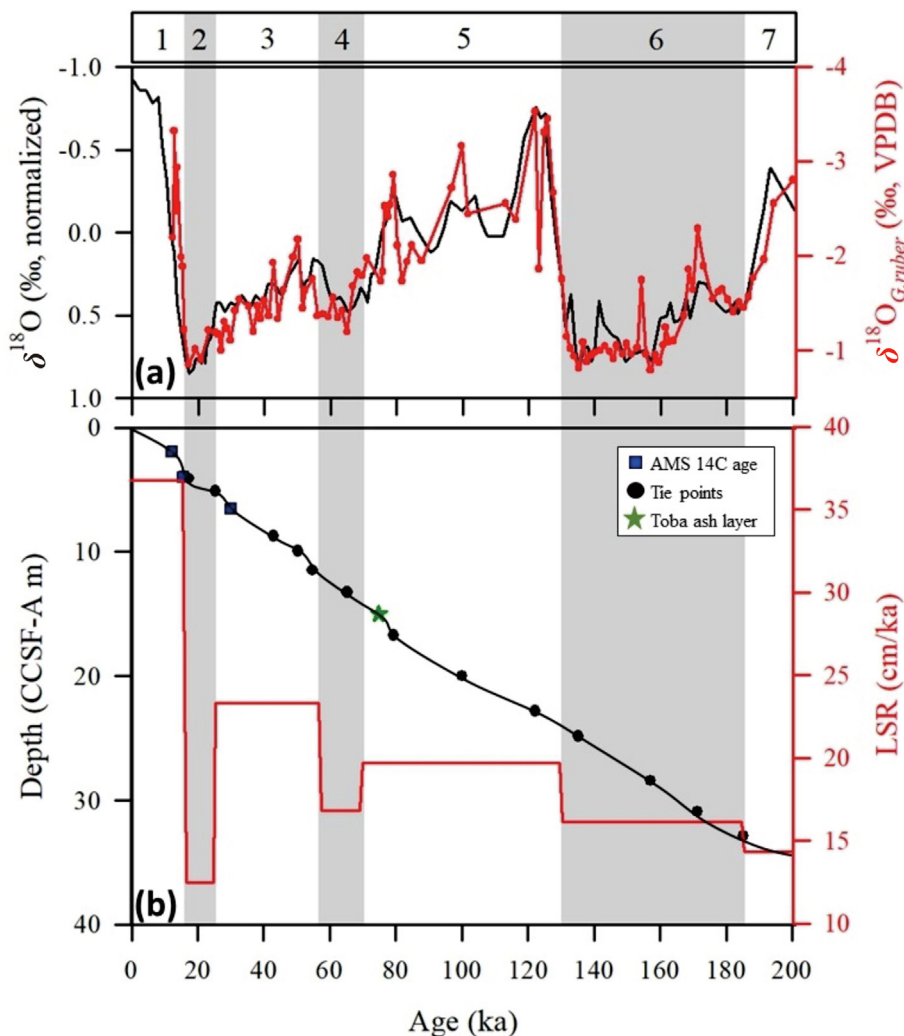 1 2 3 4 5 6 7
-1.0 -4
-0.5 -3
0.0 -2
0.5 -1
1.0
δ18O (‰, normalized)
δ18OG.ruber (‰, VPDB)
(a)
0 40
35
10 30
25
20
20
30 15
40 10
Depth (CCSF-A m)
LSR (cm/ka)
AMS 14C age
Tie points
Toba ash layer
(b)
0 20 40 60 80 100 120 140 160 180 200
Age (ka)